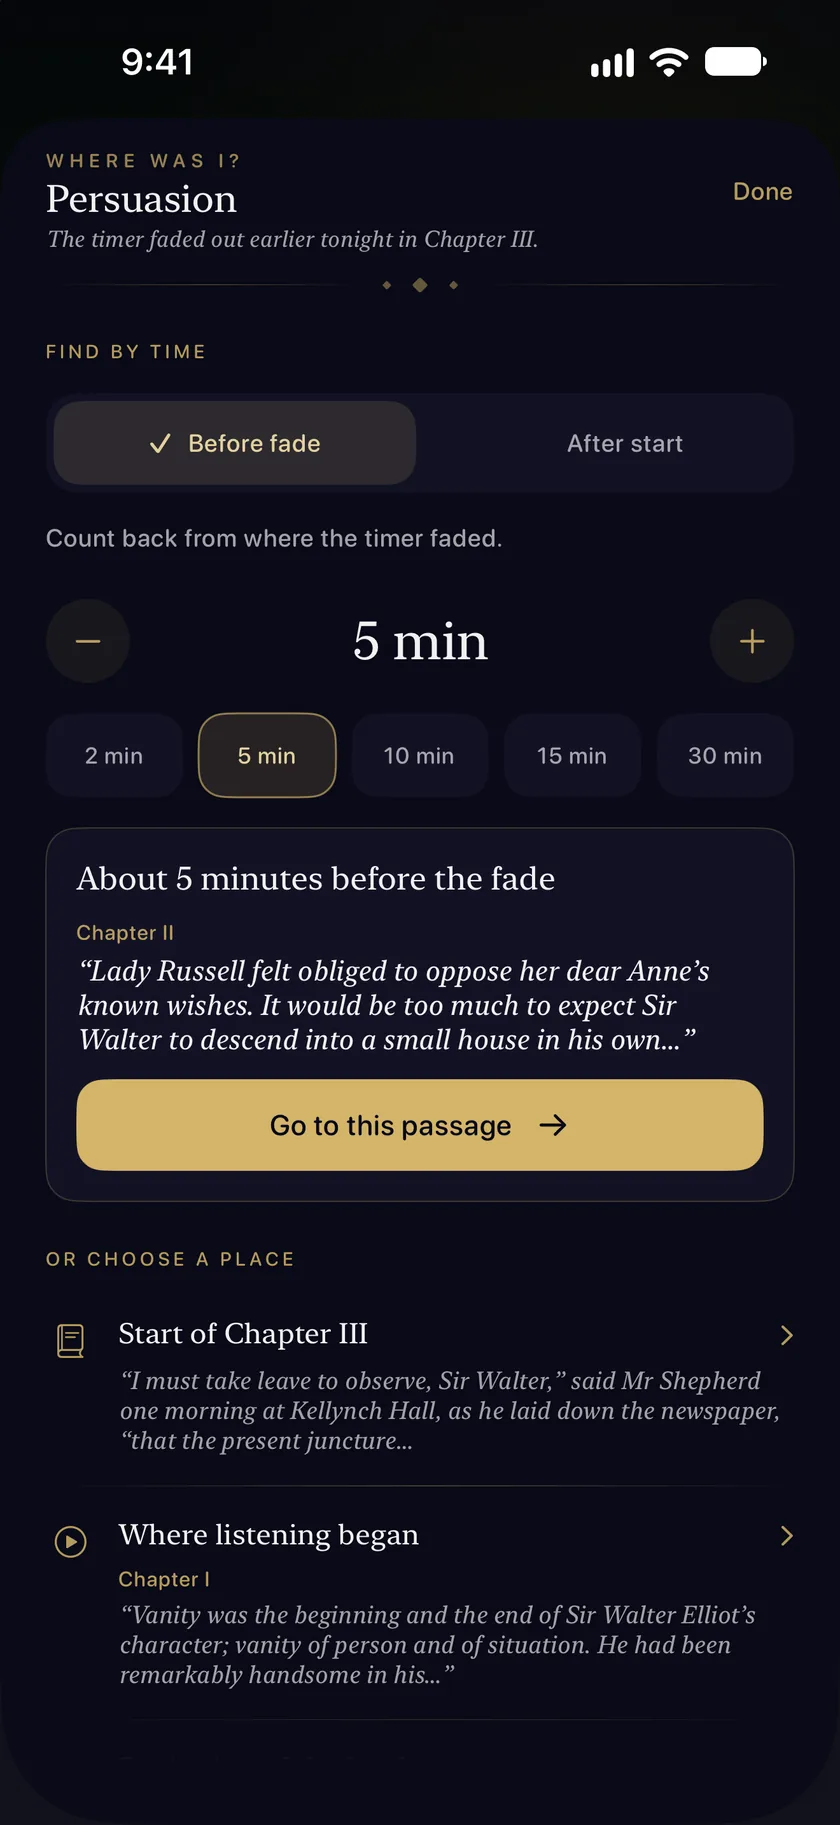 9:41
WHERE WAS I?
Persuasion
Done
The timer faded out earlier tonight in Chapter III.
FIND BY TIME
Before fade
After start
Count back from where the timer faded.
5 min
2 min
5 min
10 min
15 min
30 min
About 5 minutes before the fade
Chapter II
“Lady Russell felt obliged to oppose her dear Anne’s
known wishes. It would be too much to expect Sir
Walter to descend into a small house in his own…”
Go to this passage
OR CHOOSE A PLACE
Start of Chapter III
“I must take leave to observe, Sir Walter,” said Mr Shepherd
one morning at Kellynch Hall, as he laid down the newspaper,
“that the present juncture…
Where listening began
Chapter I
“Vanity was the beginning and the end of Sir Walter Elliot’s
character; vanity of person and of situation. He had been
remarkably handsome in his…”